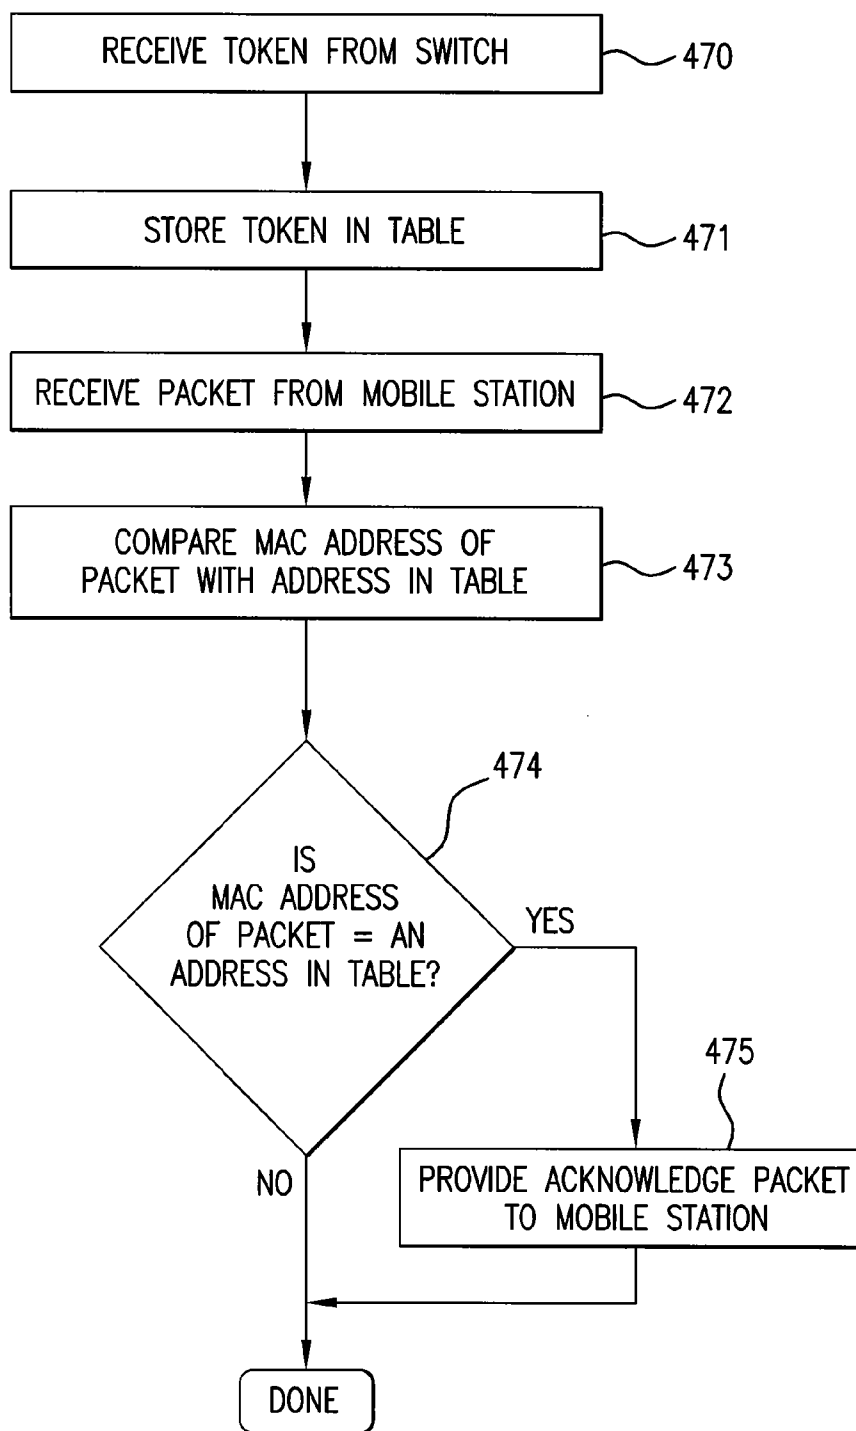 RECEIVE TOKEN FROM SWITCH
470
STORE TOKEN IN TABLE
471
RECEIVE PACKET FROM MOBILE STATION
472
COMPARE MAC ADDRESS OF
PACKET WITH ADDRESS IN TABLE
473
474
IS
MAC ADDRESS
OF PACKET = AN
ADDRESS IN TABLE?
YES
475
PROVIDE ACKNOWLEDGE PACKET
TO MOBILE STATION
NO
DONE